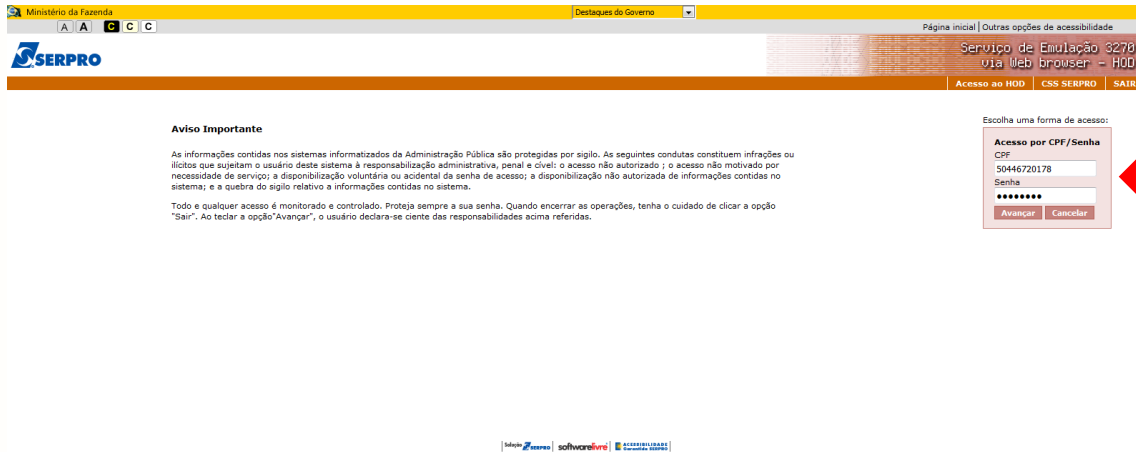 Ministério da Fazenda Destaques do Governo
A A C C C Página inicial | Outras opções de acessibilidade
SERPRO
Serviço de Emulação 3270
via Web browser - HOD
Acesso ao HOD | CSS SERPRO | SAIR
Escolha uma forma de acesso:
Aviso Importante
As informações contidas nos sistemas informatizados da Administração Pública são protegidas por sigilo. As seguintes condutas constituem infrações ou
ilícitos que sujeitam o usuário deste sistema à responsabilização administrativa, penal e cível: o acesso não autorizado ; o acesso não motivado por
necessidade de serviço; a disponibilização voluntária ou acidental da senha de acesso; a disponibilização não autorizada de informações contidas no
sistema; e a quebra do sigilo relativo a informações contidas no sistema.
Todo e qualquer acesso é monitorado e controlado. Proteja sempre a sua senha. Quando encerrar as operações, tenha o cuidado de clicar a opção
"Sair". Ao teclar a opção"Avançar", o usuário declara-se ciente das responsabilidades acima referidas.
Acesso por CPF/Senha
CPF
50446720178
Senha
••••••••
Avançar Cancelar
Solução SERPRO | softwarelivre | ACESSIBILIDADE Garantida SERPRO